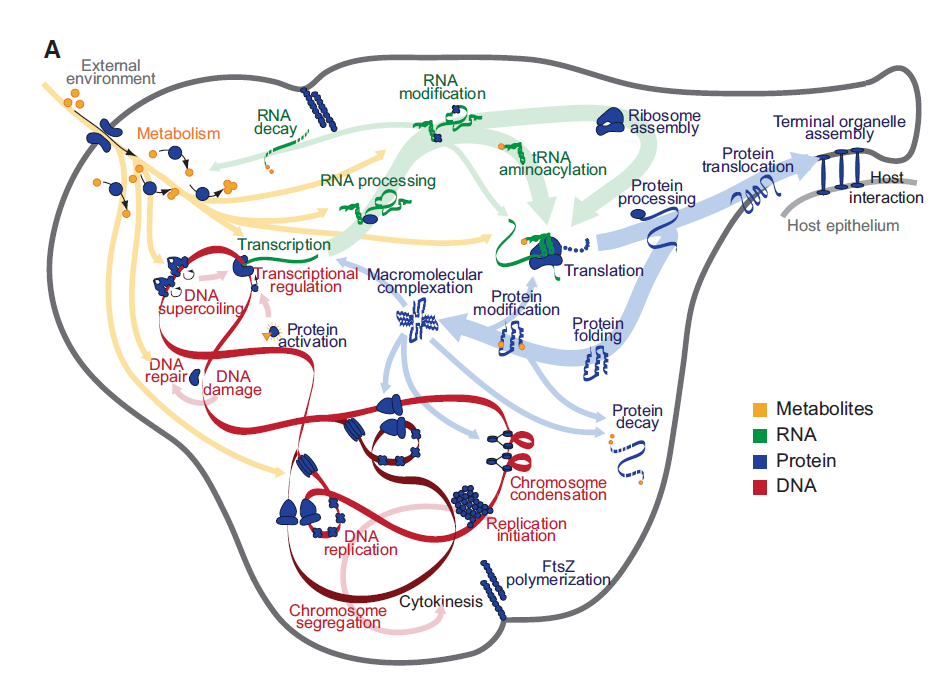 A
External
environment
Metabolism
RNA
decay
RNA
modification
Ribosome
assembly
Terminal organelle
assembly
tRNA
aminoacylation
Protein
translocation
RNA processing
Protein
processing
Host
interaction
Host epithelium
Transcription
Translation
Transcriptional
regulation
Macromolecular
complexation
DNA
supercoiling
Protein
modification
Protein
activation
Protein
folding
DNA
repair
DNA
damage
Protein
decay
Metabolites
RNA
Protein
DNA
Chromosome
condensation
Replication
initiation
DNA
replication
FtsZ
polymerization
Chromosome
segregation
Cytokinesis